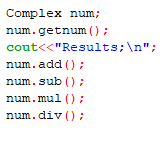 Complex num;
num.getnum();
cout<<"Results;\n";
num.add();
num.sub();
num.mul();
num.div();